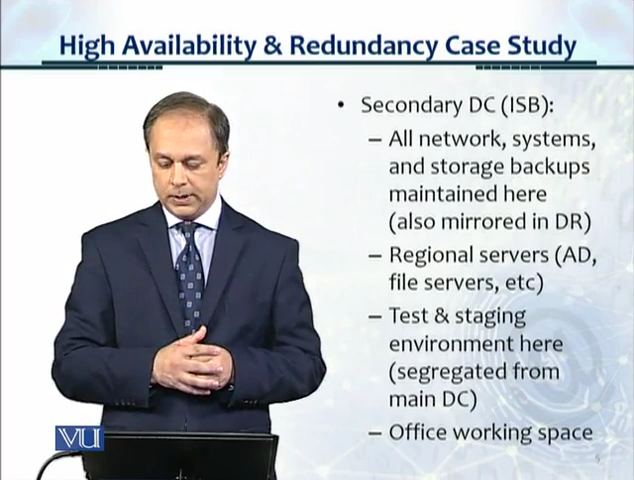 High Availability & Redundancy Case Study
• Secondary DC (ISB):
– All network, systems,
and storage backups
maintained here
(also mirrored in DR)
– Regional servers (AD,
file servers, etc)
– Test & staging
environment here
(segregated from
main DC)
– Office working space
VU
5